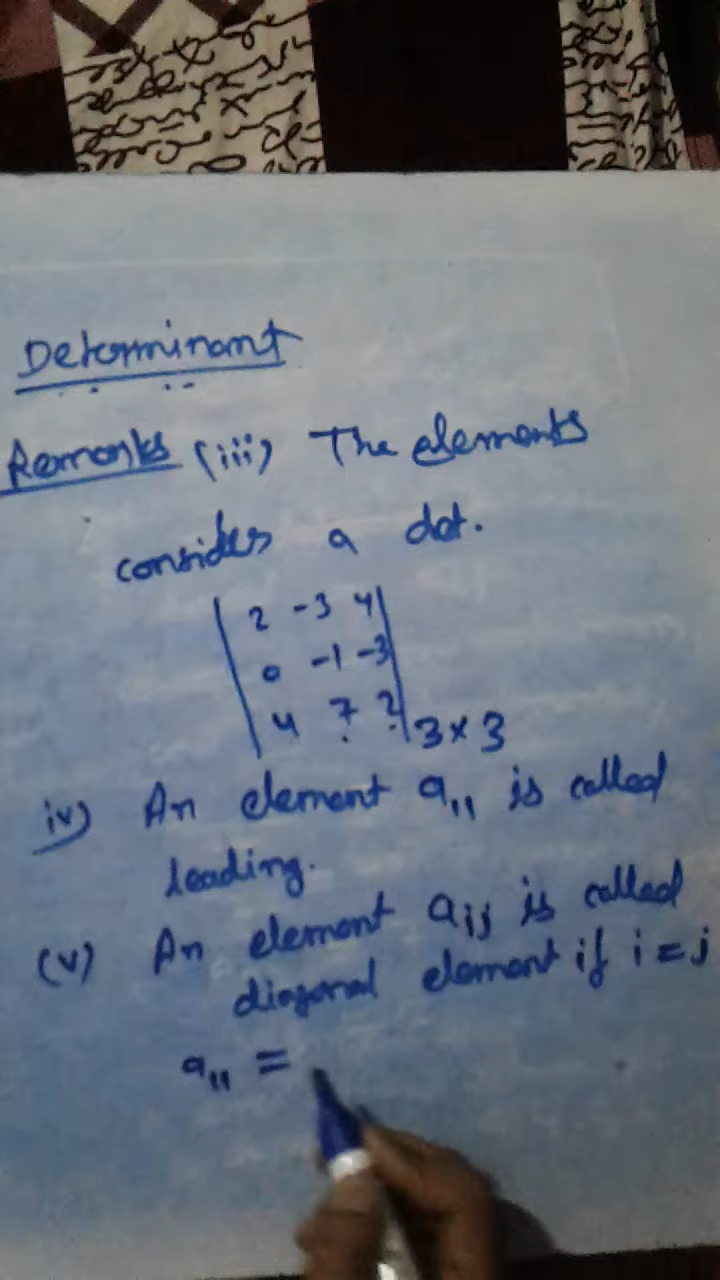 Determinant
Remarks (iii) The elements
consider a det.
2 -3 4
0 -1 -3
4 7 2 3×3
iv) An element a11 is called
leading.
(v) An element aij is called
diagonal element if i = j
a11 =